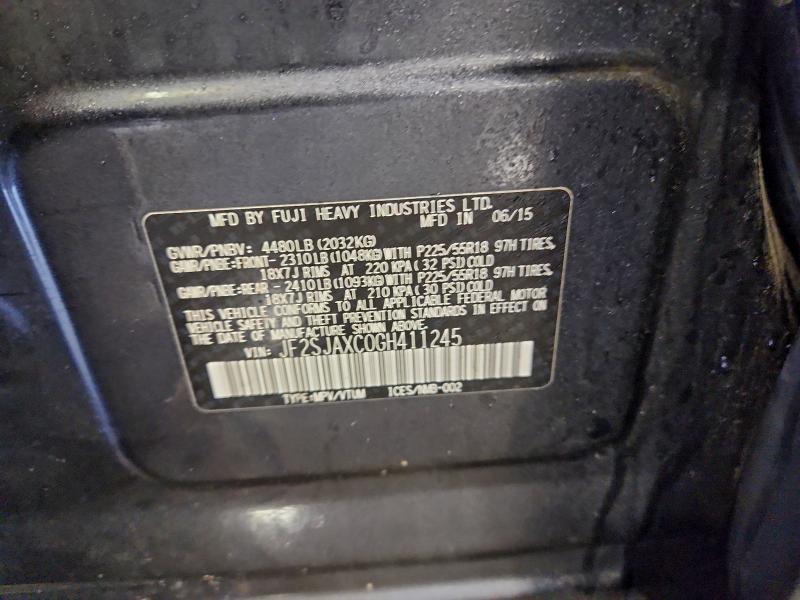 MFD BY FUJI HEAVY INDUSTRIES LTD.
MFD IN 06/15
GVWR/PNBV: 4480LB(2032KG)
GAWR/PNBE:FRONT-2310LB(1048KG)WITH P225/55R18 97H TIRES,
18X7J RIMS AT 220 KPA(32 PSI)COLD
GAWR/PNBE:REAR -2410LB(1093KG)WITH P225/55R18 97H TIRES,
18X7J RIMS AT 210 KPA(30 PSI)COLD
THIS VEHICLE CONFORMS TO ALL APPLICABLE FEDERAL MOTOR
VEHICLE SAFETY AND THEFT PREVENTION STANDARDS IN EFFECT ON
THE DATE OF MANUFACTURE SHOWN ABOVE.
VIN: JF2SJAXC0GH411245
TYPE:MPV/VTUM ICES/NMB-002